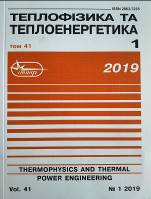 ISSN 2663-7235
ТЕПЛОФІЗИКА ТА
ТЕПЛОЕНЕРГЕТИКА
ТОМ 41
1
2019
THERMOPHYSICS AND THERMAL
POWER ENGINEERING
Vol. 41
№ 1 2019